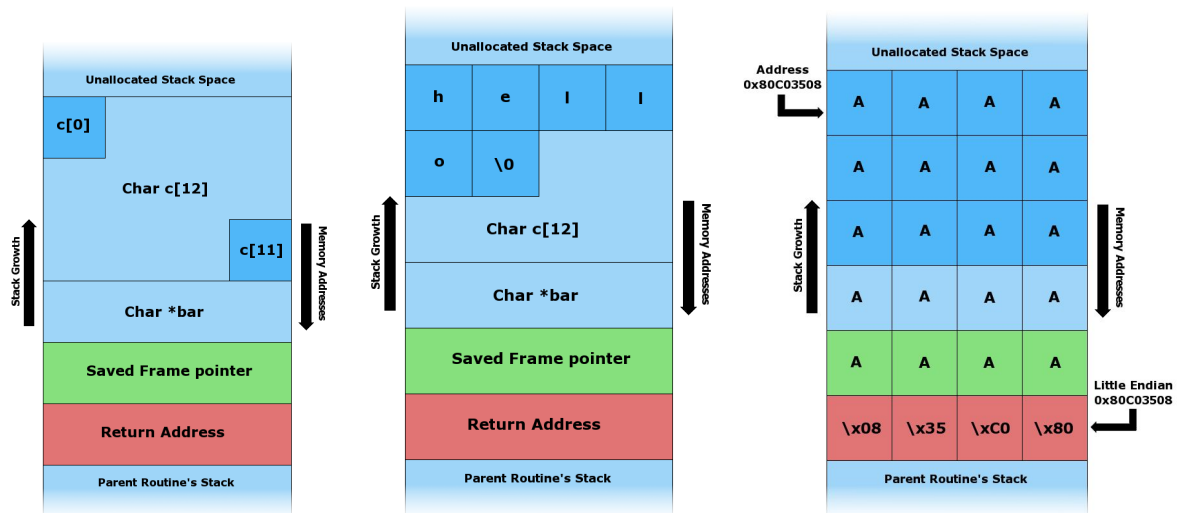 Unallocated Stack Space
c[0]
Char c[12]
c[11]
Char *bar
Saved Frame pointer
Return Address
Parent Routine's Stack
Stack Growth
Memory Addresses
Unallocated Stack Space
h e l l
o \0
Char c[12]
Char *bar
Saved Frame pointer
Return Address
Parent Routine's Stack
Stack Growth
Memory Addresses
Unallocated Stack Space
Address
0x80C03508
A A A A
A A A A
A A A A
A A A A
A A A A
\x08 \x35 \xC0 \x80
Parent Routine's Stack
Stack Growth
Memory Addresses
Little Endian
0x80C03508